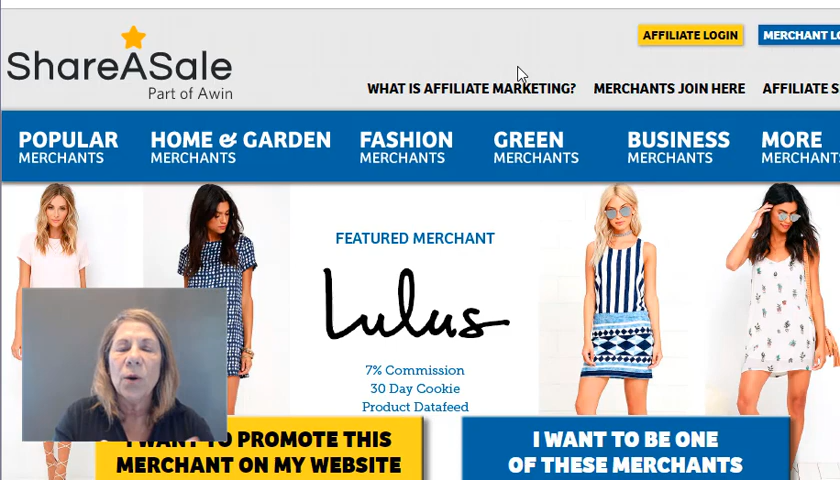 AFFILIATE LOGIN
MERCHANT
ShareASale
Part of Awin
WHAT IS AFFILIATE MARKETING?
MERCHANTS JOIN HERE
AFFILIATE
POPULAR
MERCHANTS
HOME & GARDEN
MERCHANTS
FASHION
MERCHANTS
GREEN
MERCHANTS
BUSINESS
MERCHANTS
MORE
MERCHANTS
FEATURED MERCHANT
Lulus
7% Commission
30 Day Cookie
Product Datafeed
I WANT TO PROMOTE THIS
MERCHANT ON MY WEBSITE
I WANT TO BE ONE
OF THESE MERCHANTS